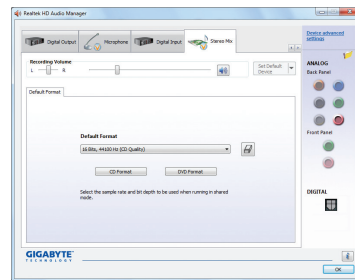 Realtek HD Audio Manager
Digital Output
Microphone
Digital Input
Stereo Mix
Device advanced
settings
Recording Volume
L
R
Set Default
Device
ANALOG
Back Panel
Default Format
Default Format
16 Bits, 44100 Hz (CD Quality)
CD Format
DVD Format
Select the sample rate and bit depth to be used when running in shared
mode.
Front Panel
DIGITAL
GIGABYTE
TECHNOLOGY
OK